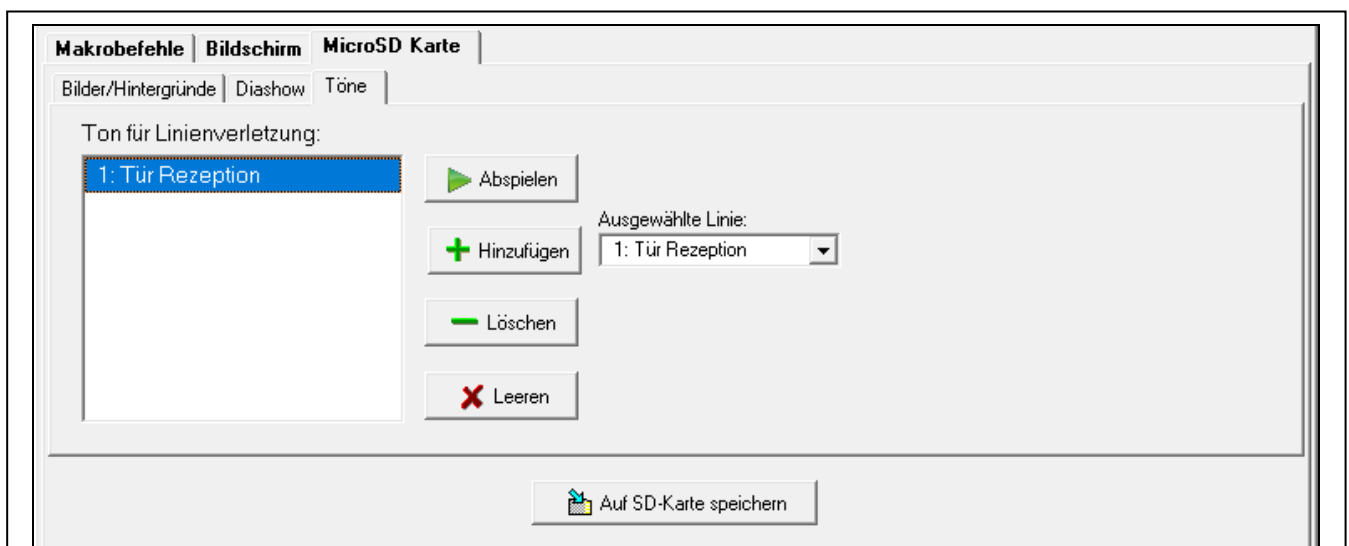 Makrobefehle Bildschirm MicroSD Karte
Bilder/Hintergründe Diashow Töne
Ton für Linienverletzung:
1: Tür Rezeption
Abspielen
Ausgewählte Linie:
Hinzufügen 1: Tür Rezeption
Löschen
Leeren
Auf SD-Karte speichern